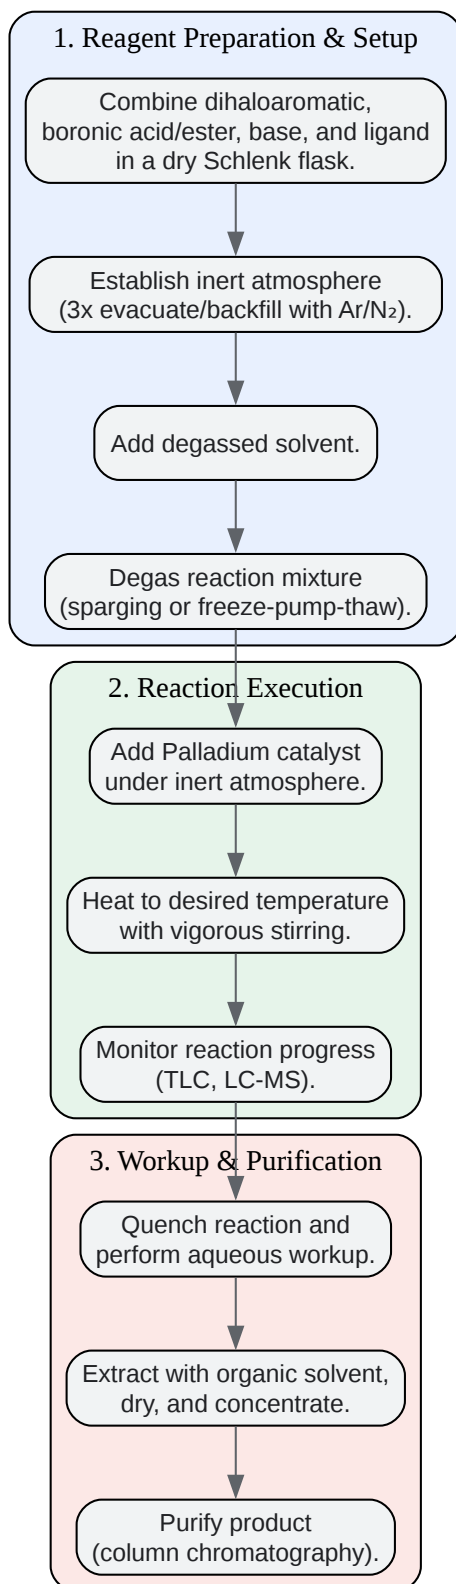 1. Reagent Preparation & Setup
Combine dihaloaromatic,
boronic acid/ester, base, and ligand
in a dry Schlenk flask.
Establish inert atmosphere
(3x evacuate/backfill with Ar/N₂).
Add degassed solvent.
Degas reaction mixture
(sparging or freeze-pump-thaw).
2. Reaction Execution
Add Palladium catalyst
under inert atmosphere.
Heat to desired temperature
with vigorous stirring.
Monitor reaction progress
(TLC, LC-MS).
3. Workup & Purification
Quench reaction and
perform aqueous workup.
Extract with organic solvent,
dry, and concentrate.
Purify product
(column chromatography).